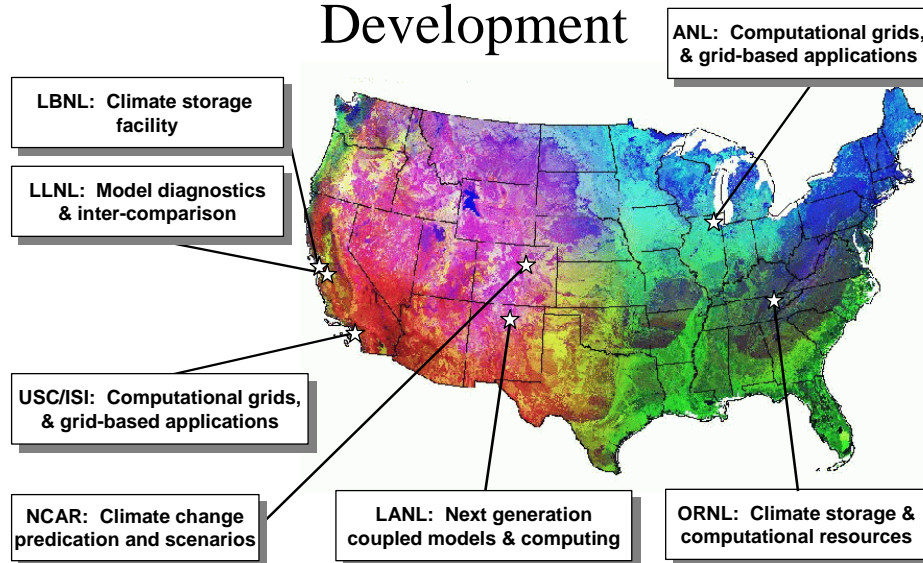 Development
ANL: Computational grids,
& grid-based applications
LBNL: Climate storage
facility
LLNL: Model diagnostics
& inter-comparison
USC/ISI: Computational grids,
& grid-based applications
NCAR: Climate change
predication and scenarios
LANL: Next generation
coupled models & computing
ORNL: Climate storage &
computational resources